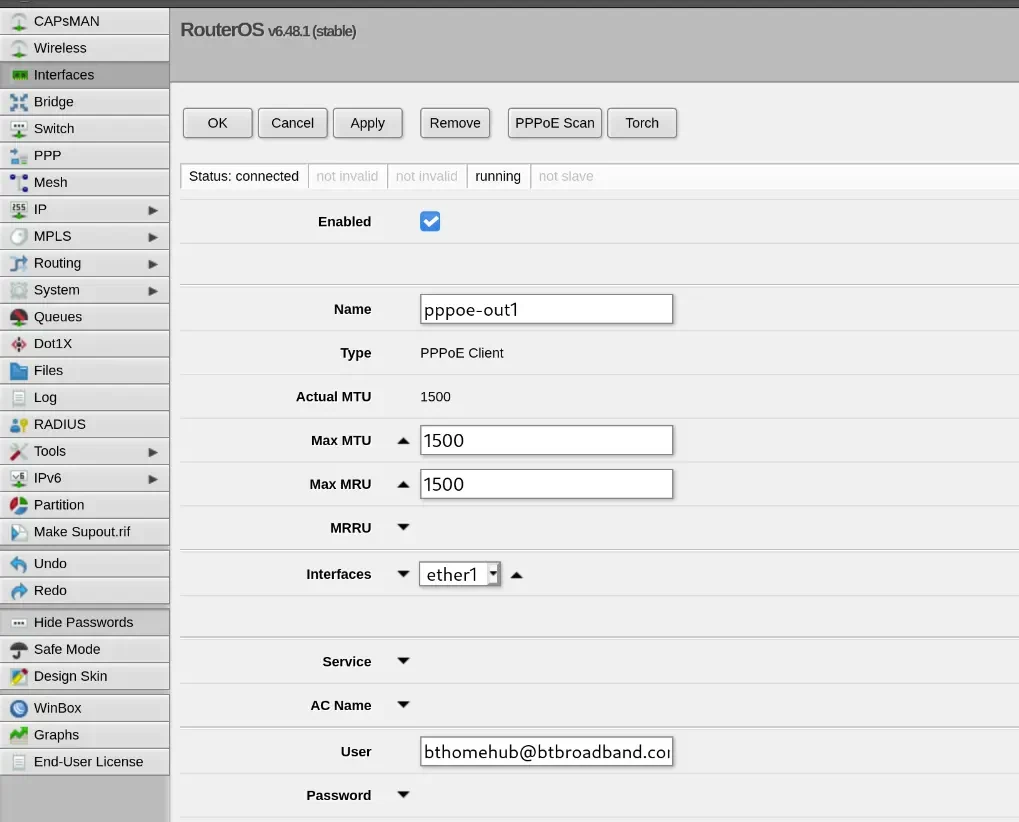 CAPsMAN
Wireless
Interfaces
Bridge
Switch
PPP
Mesh
IP
MPLS
Routing
System
Queues
Dot1X
Files
Log
RADIUS
Tools
IPv6
Partition
Make Supout.rif
Undo
Redo
Hide Passwords
Safe Mode
Design Skin
WinBox
Graphs
End-User License
RouterOS v6.48.1 (stable)
OK Cancel Apply Remove PPPoE Scan Torch
Status: connected not invalid not invalid running not slave
Enabled
Name pppoe-out1
Type PPPoE Client
Actual MTU 1500
Max MTU 1500
Max MRU 1500
MRRU
Interfaces ether1
Service
AC Name
User bthomehub@btbroadband.co
Password